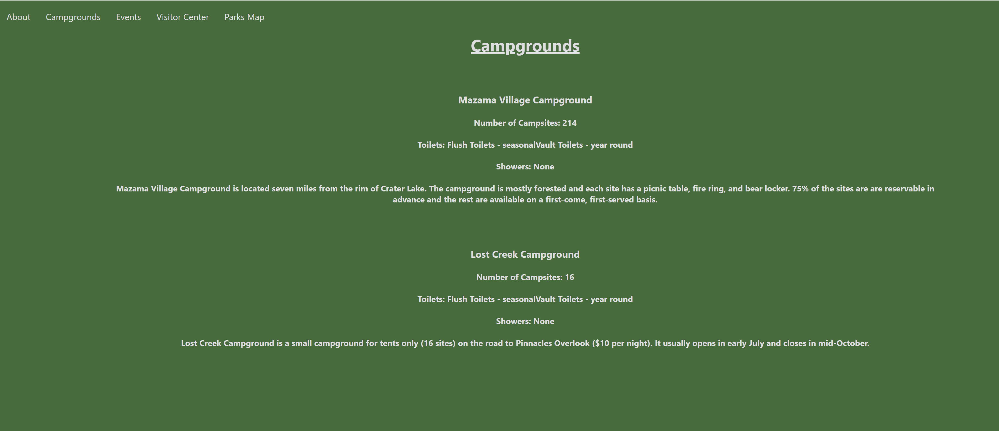 About Campgrounds Events Visitor Center Parks Map
Campgrounds
Mazama Village Campground
Number of Campsites: 214
Toilets: Flush Toilets - seasonalVault Toilets - year round
Showers: None
Mazama Village Campground is located seven miles from the rim of Crater Lake. The campground is mostly forested and each site has a picnic table, fire ring, and bear locker. 75% of the sites are are reservable in
advance and the rest are available on a first-come, first-served basis.
Lost Creek Campground
Number of Campsites: 16
Toilets: Flush Toilets - seasonalVault Toilets - year round
Showers: None
Lost Creek Campground is a small campground for tents only (16 sites) on the road to Pinnacles Overlook ($10 per night). It usually opens in early July and closes in mid-October.